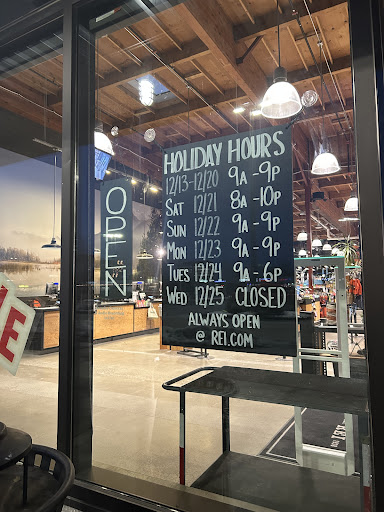 HOLIDAY HOURS
12/13-12/20 9A-9P
SAT 12/21 8A-10P
SUN 12/22 9A-9P
MON 12/23 9A-9P
TUES 12/24 9A-6P
WED 12/25 CLOSED
ALWAYS OPEN
@ REI.COM
OPEN